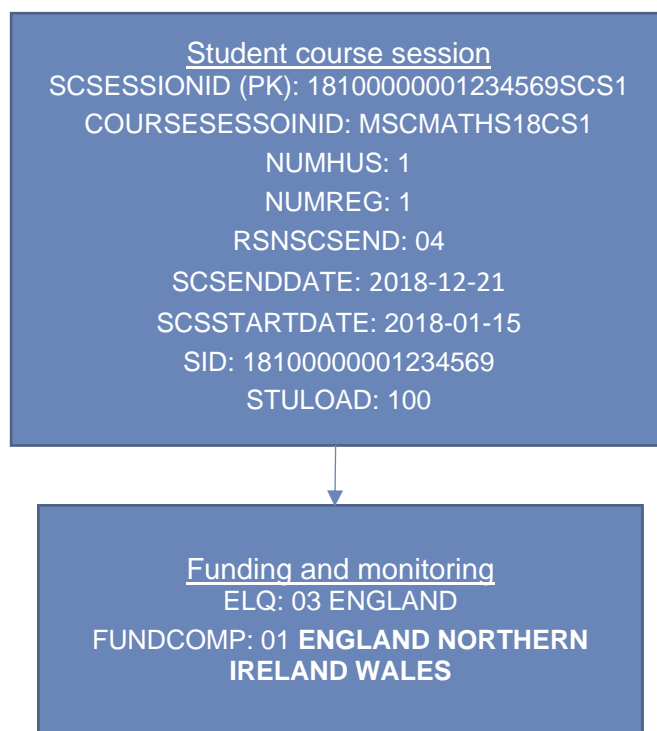 Student course session
SCSESSIONID (PK): 18100000001234569SCS1
COURSESESSOINID: MSCMATHS18CS1
NUMHUS: 1
NUMREG: 1
RSNSCSEND: 04
SCSENDDATE: 2018-12-21
SCSSTARTDATE: 2018-01-15
SID: 18100000001234569
STULOAD: 100
Funding and monitoring
ELQ: 03 ENGLAND
FUNDCOMP: 01 ENGLAND NORTHERN
IRELAND WALES